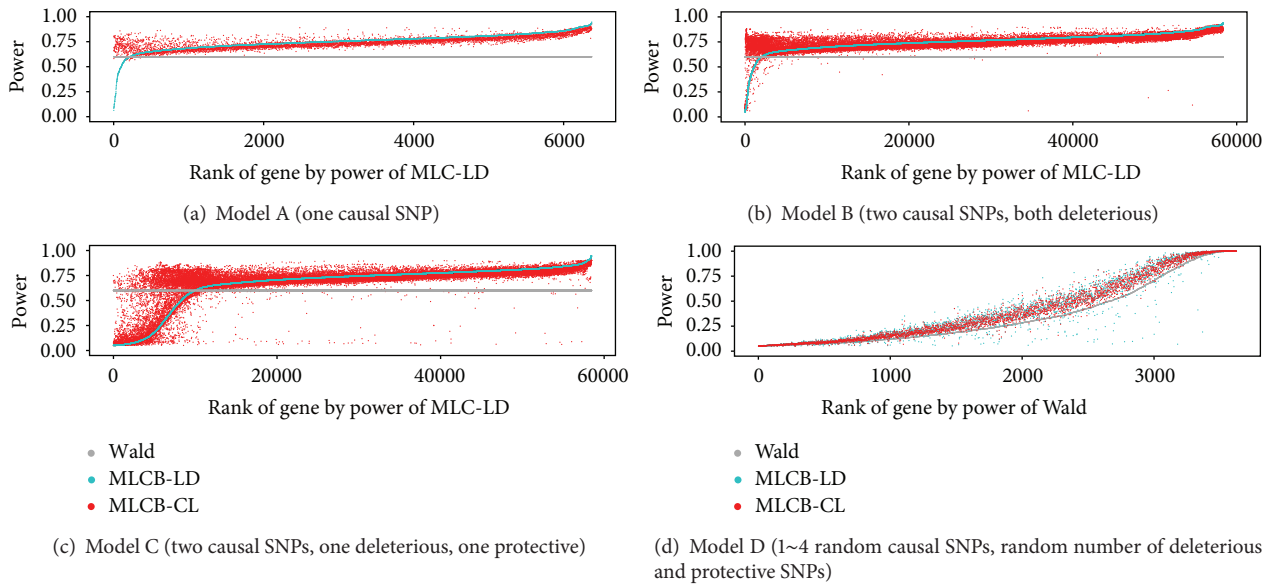 1.00
0.75
0.50
0.25
0.00
Power
0
2000
4000
6000
Rank of gene by power of MLC-LD
(a) Model A (one causal SNP)
1.00
0.75
0.50
0.25
0.00
Power
0
20000
40000
60000
Rank of gene by power of MLC-LD
(b) Model B (two causal SNPs, both deleterious)
1.00
0.75
0.50
0.25
0.00
Power
0
20000
40000
60000
Rank of gene by power of MLC-LD
Wald
MLCB-LD
MLCB-CL
(c) Model C (two causal SNPs, one deleterious, one protective)
1.00
0.75
0.50
0.25
0.00
Power
0
1000
2000
3000
Rank of gene by power of Wald
Wald
MLCB-LD
MLCB-CL
(d) Model D (1~4 random causal SNPs, random number of deleterious
and protective SNPs)